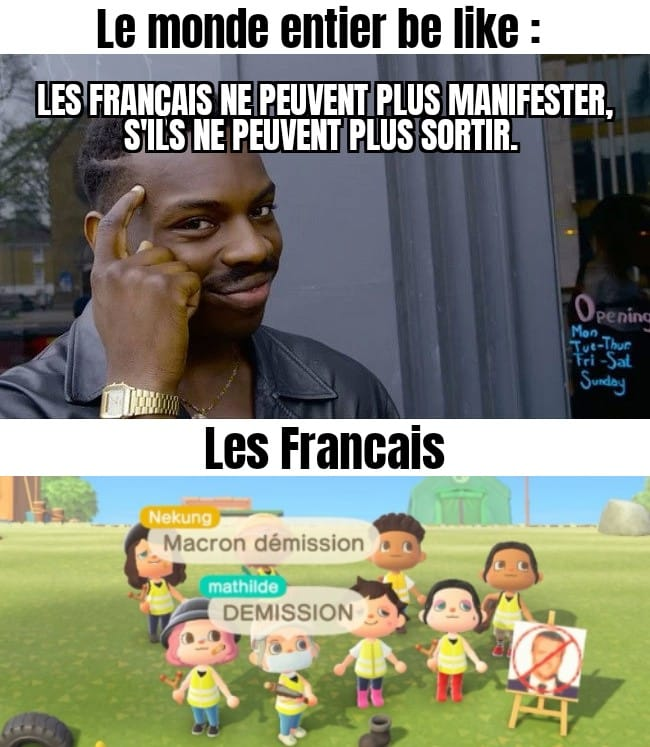 Le monde entier be like :
LES FRANCAIS NE PEUVENT PLUS MANIFESTER,
S'ILS NE PEUVENT PLUS SORTIR.
Opening
Mon
Tue-Thur
Fri-Sat
Sunday
Les Francais
Nekung
Macron démission
mathilde
DEMISSION